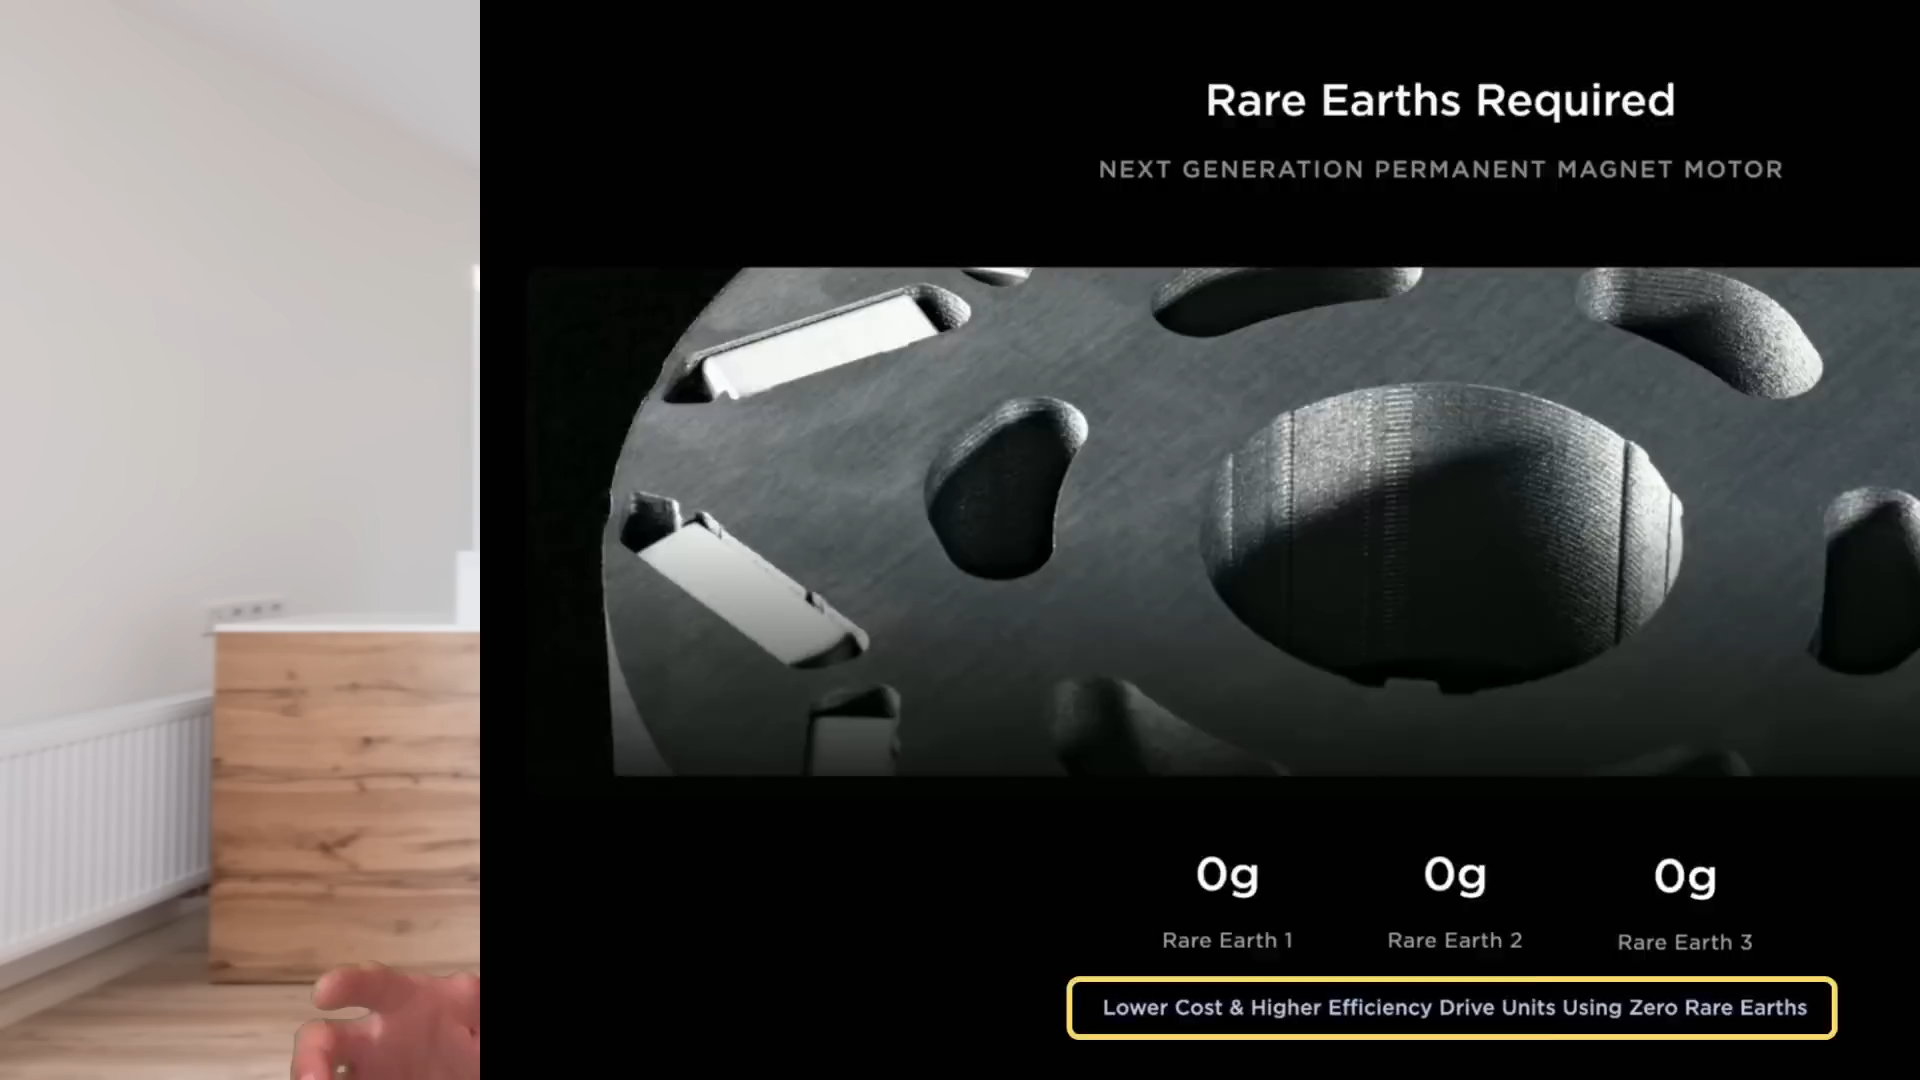 Rare Earths Required
NEXT GENERATION PERMANENT MAGNET MOTOR
0g 0g 0g
Rare Earth 1 Rare Earth 2 Rare Earth 3
Lower Cost & Higher Efficiency Drive Units Using Zero Rare Earths